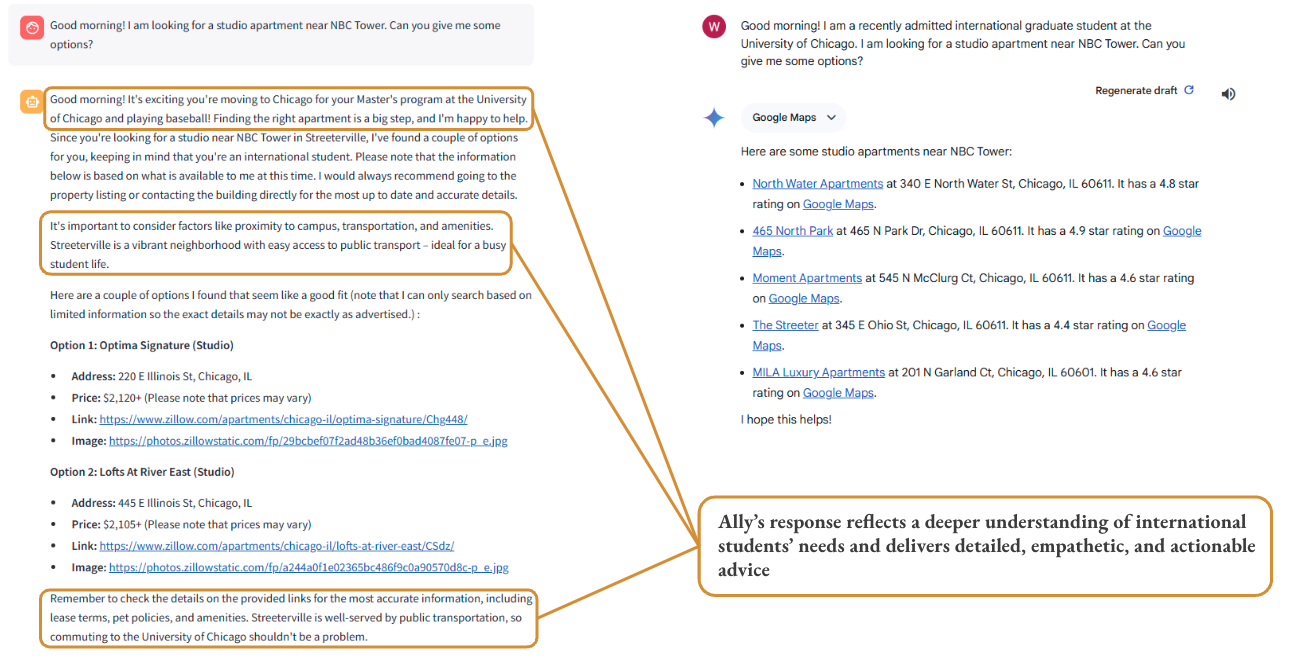 Good morning! I am looking for a studio apartment near NBC Tower. Can you give me some
options?
Good morning! It's exciting you're moving to Chicago for your Master's program at the University
of Chicago and playing baseball! Finding the right apartment is a big step, and I'm happy to help.
Since you're looking for a studio near NBC Tower in Streeterville, I've found a couple of options
for you, keeping in mind that you're an international student. Please note that the information
below is based on what is available to me at this time. I would always recommend going to the
property listing or contacting the building directly for the most up to date and accurate details.
It's important to consider factors like proximity to campus, transportation, and amenities.
Streeterville is a vibrant neighborhood with easy access to public transport – ideal for a busy
student life.
Here are a couple of options I found that seem like a good fit (note that I can only search based on
limited information so the exact details may not be exactly as advertised.) :
Option 1: Optima Signature (Studio)
• Address: 220 E Illinois St, Chicago, IL
• Price: $2,120+ (Please note that prices may vary)
• Link: https://www.zillow.com/apartments/chicago-il/optima-signature/Chg448/
• Image: https://photos.zillowstatic.com/fp/29bcbef07f2ad48b36ef0bad4087fe07-p_e.jpg
Option 2: Lofts At River East (Studio)
• Address: 445 E Illinois St, Chicago, IL
• Price: $2,105+ (Please note that prices may vary)
• Link: https://www.zillow.com/apartments/chicago-il/lofts-at-river-east/CSdz/
• Image: https://photos.zillowstatic.com/fp/a244a0f1e02365bc486f9c0a90570d8c-p_e.jpg
Remember to check the details on the provided links for the most accurate information, including
lease terms, pet policies, and amenities. Streeterville is well-served by public transportation, so
commuting to the University of Chicago shouldn't be a problem.
W
Good morning! I am a recently admitted international graduate student at the
University of Chicago. I am looking for a studio apartment near NBC Tower. Can you
give me some options?
Regenerate draft
Google Maps
Here are some studio apartments near NBC Tower:
• North Water Apartments at 340 E North Water St, Chicago, IL 60611. It has a 4.8 star
rating on Google Maps.
• 465 North Park at 465 N Park Dr, Chicago, IL 60611. It has a 4.9 star rating on Google
Maps.
• Moment Apartments at 545 N McClurg Ct, Chicago, IL 60611. It has a 4.6 star rating
on Google Maps.
• The Streeter at 345 E Ohio St, Chicago, IL 60611. It has a 4.4 star rating on Google
Maps.
• MILA Luxury Apartments at 201 N Garland Ct, Chicago, IL 60601. It has a 4.6 star
rating on Google Maps.
I hope this helps!
Ally's response reflects a deeper understanding of international
students' needs and delivers detailed, empathetic, and actionable
advice